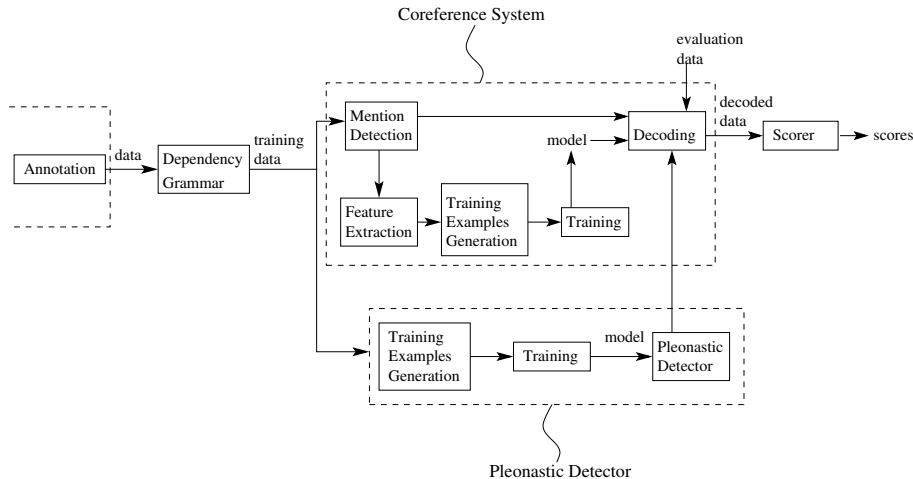 Coreference System
evaluation
data
Annotation
data
Dependency
Grammar
training
data
Mention
Detection
Feature
Extraction
Training
Examples
Generation
Training
model
Decoding
decoded
data
Scorer
scores
Training
Examples
Generation
Training
model
Pleonastic
Detector
Pleonastic Detector